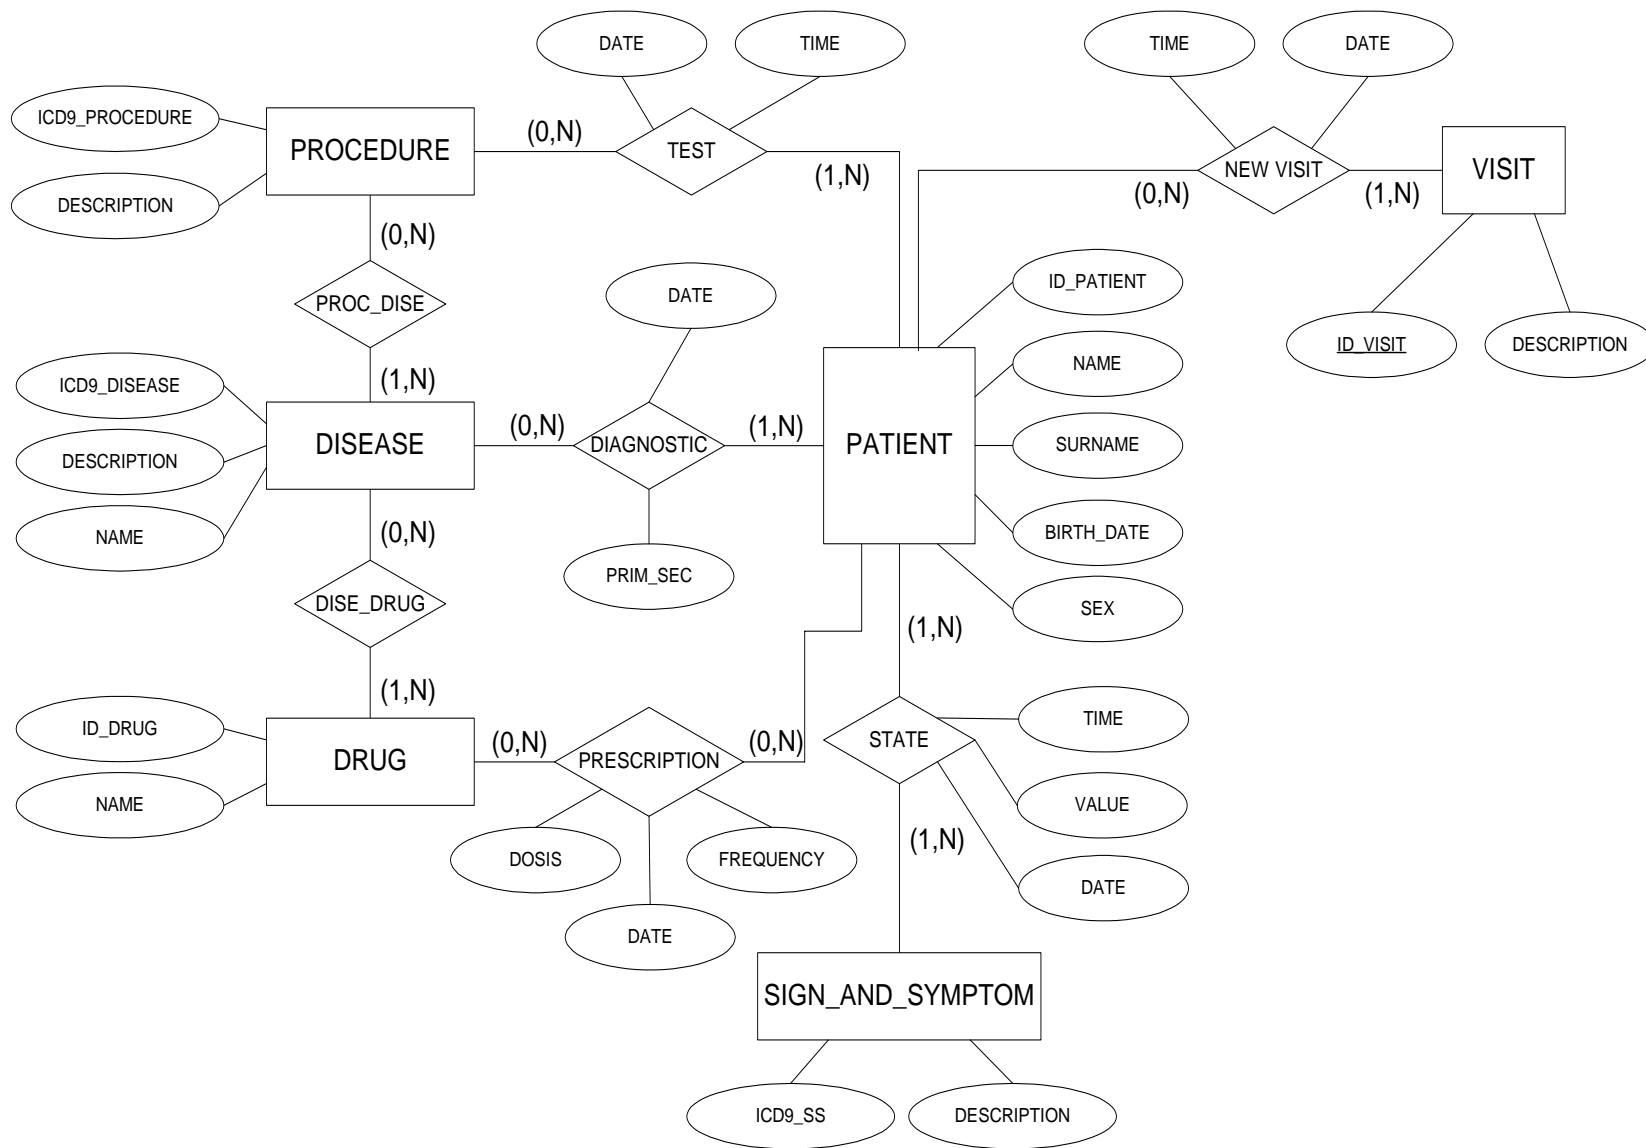 DATE
TIME
TIME
DATE
ICD9_PROCEDURE
PROCEDURE
(0,N)
TEST
(1,N)
NEW VISIT
(0,N)
(1,N)
VISIT
DESCRIPTION
(0,N)
PROC_DISE
DATE
ID_PATIENT
ID_VISIT
DESCRIPTION
NAME
(1,N)
ICD9_DISEASE
DESCRIPTION
NAME
DISEASE
(0,N)
DIAGNOSTIC
(1,N)
PATIENT
SURNAME
BIRTH_DATE
SEX
(0,N)
PRIM_SEC
DISE_DRUG
(1,N)
(1,N)
ID_DRUG
NAME
DRUG
(0,N)
PRESCRIPTION
(0,N)
STATE
TIME
VALUE
DATE
DOSIS
FREQUENCY
DATE
(1,N)
SIGN_AND_SYMPTOM
ICD9_SS
DESCRIPTION